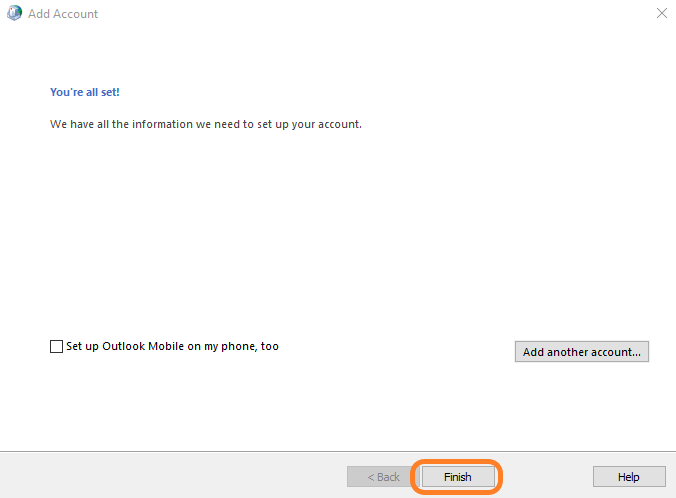 Add Account
You're all set!
We have all the information we need to set up your account.
Set up Outlook Mobile on my phone, too
Add another account...
< Back
Finish
Help